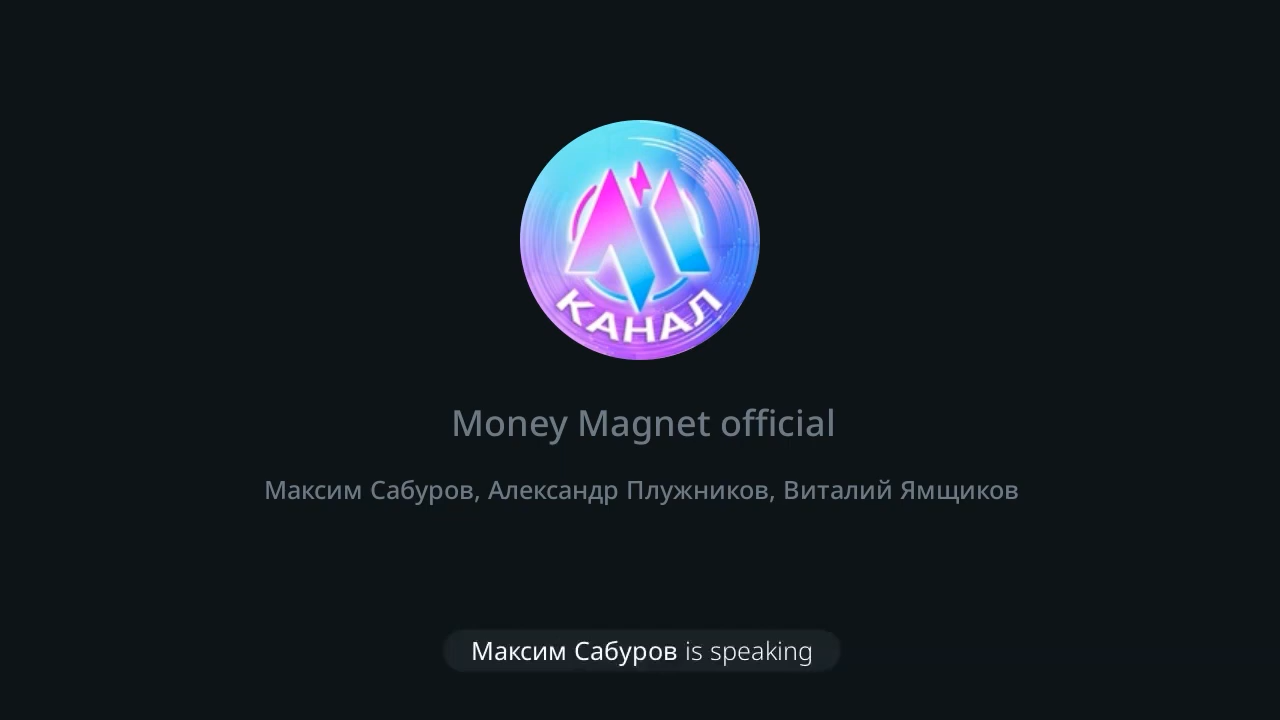 КАНАЛ
Money Magnet official
Максим Сабуров, Александр Плужников, Виталий Ямщиков
Максим Сабуров is speaking